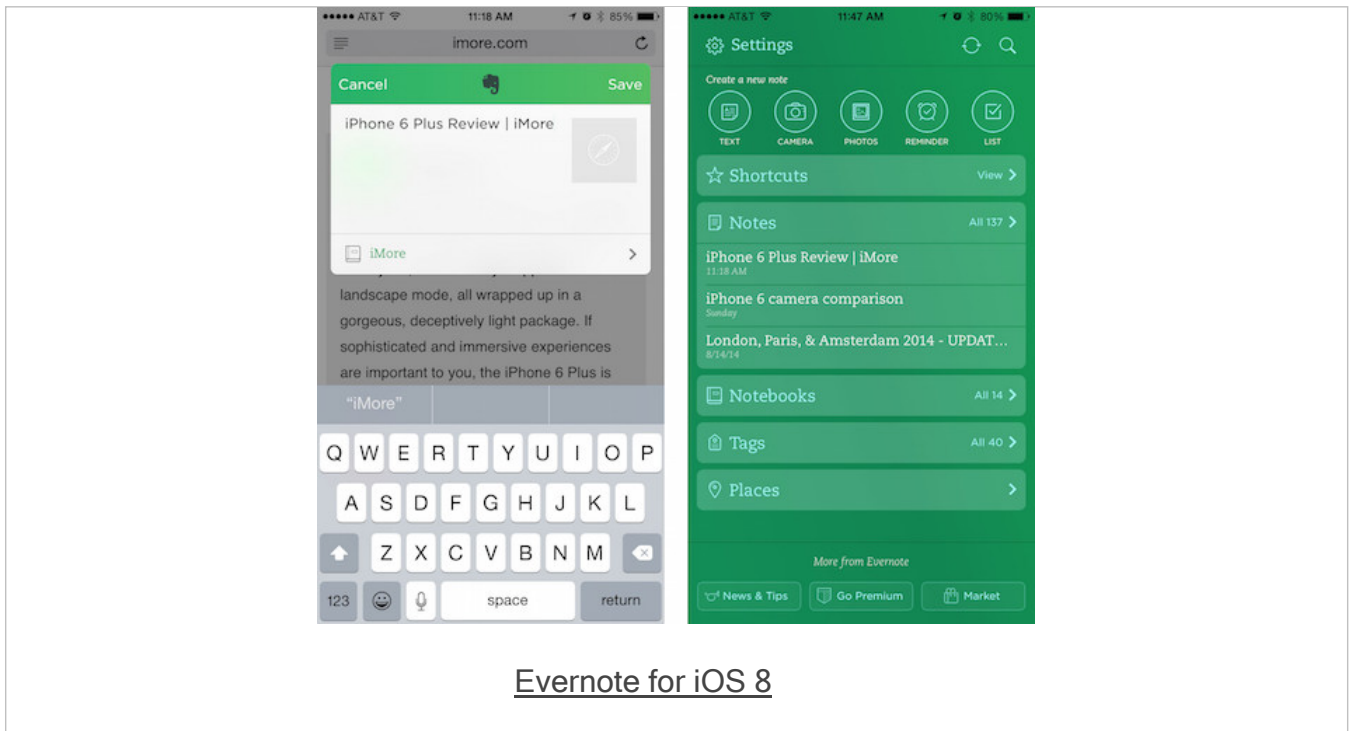 AT&T 11:18 AM 85%
imore.com
Cancel Save
iPhone 6 Plus Review | iMore
iMore
landscape mode, all wrapped up in a
gorgeous, deceptively light package. If
sophisticated and immersive experiences
are important to you, the iPhone 6 Plus is
“iMore”
Q W E R T Y U I O P
A S D F G H J K L
Z X C V B N M
123 space return
AT&T 11:47 AM 80%
Settings
Create a new note
TEXT CAMERA PHOTOS REMINDER LIST
Shortcuts View
Notes All 137
iPhone 6 Plus Review | iMore
11:18 AM
iPhone 6 camera comparison
Sunday
London, Paris, & Amsterdam 2014 - UPDAT...
8/14/14
Notebooks All 14
Tags All 40
Places
More from Evernote
News & Tips Go Premium Market
Evernote for iOS 8